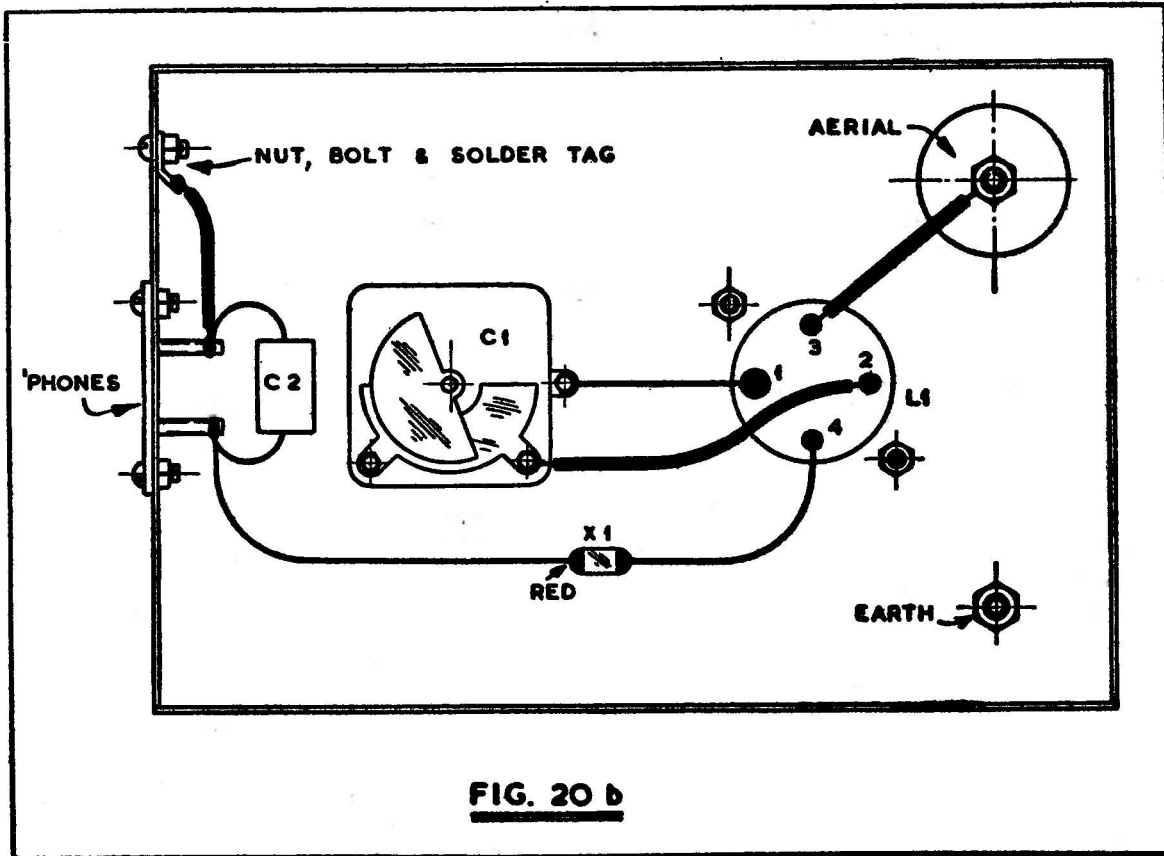 AERIAL
NUT, BOLT & SOLDER TAG
C1
3
1
2
'PHONES
C2
L1
4
X1
RED
EARTH
FIG. 20 b